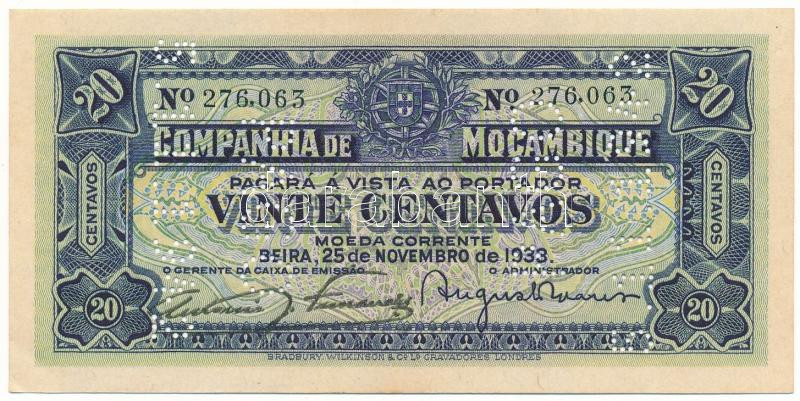 20 Nº 276,063 Nº 276,063 20
COMPANHIA DE MOÇAMBIQUE
CENTAVOS CENTAVOS
PAGARÁ Á VISTA AO PORTADOR
VINTE CENTAVOS
MOEDA CORRENTE
BEIRA, 25 de NOVEMBRO de 1933.
O GERENTE DA CAIXA DE EMISSÃO O ADMINISTRADOR
20 20
BRADBURY, WILKINSON & Cº Lº GRAVADORES LONDRES